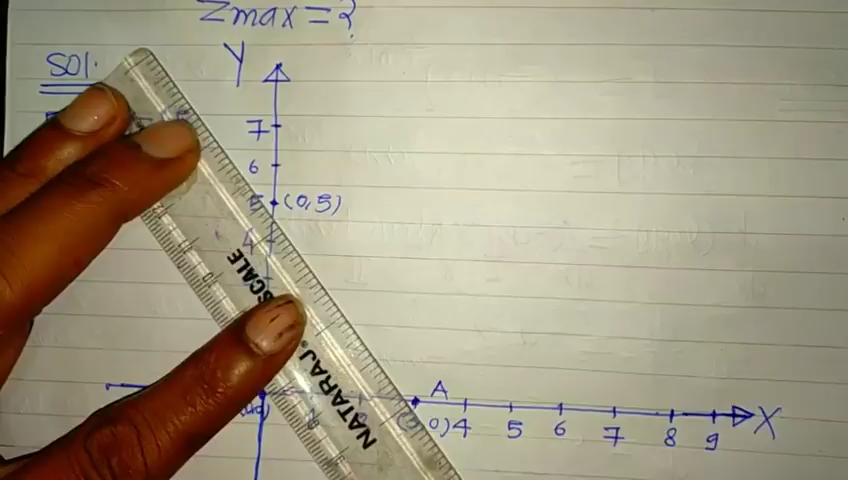 Zmax = ?
Sol.
Y
7
6
5 (0,5)
4
SCALE
NATARAJ.
A
(3,0) 4 5 6 7 8 9 X